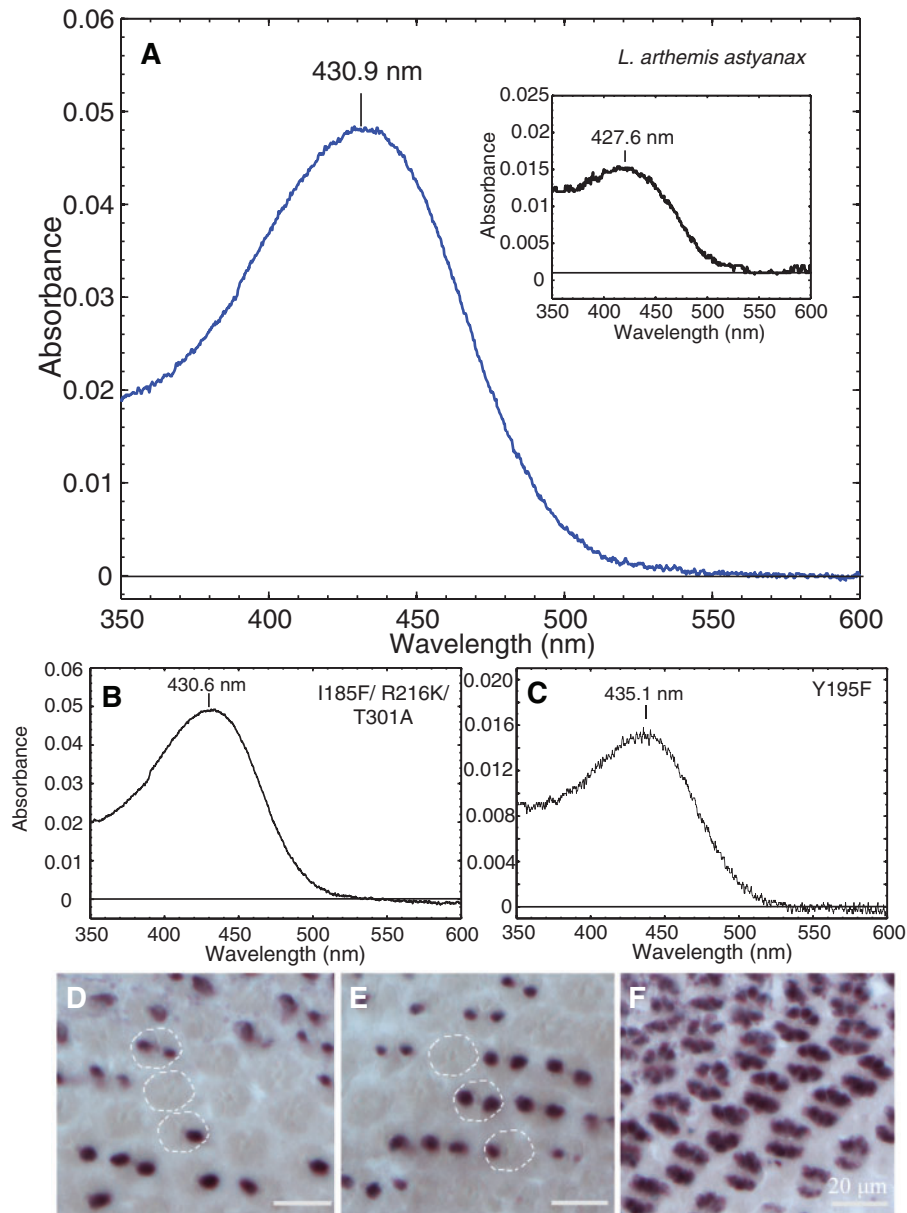 A
L. arthemis astyanax
430.9 nm
0.06
0.05
0.04
0.03
0.02
0.01
0
Absorbance
350 400 450 500 550 600
Wavelength (nm)
427.6 nm
0.025
0.02
0.015
0.01
0.005
0
Absorbance
350 400 450 500 550 600
Wavelength (nm)
B
430.6 nm
I185F/ R216K/
T301A
0.06
0.05
0.04
0.03
0.02
0.01
0
Absorbance
350 400 450 500 550 600
Wavelength (nm)
C
435.1 nm
Y195F
0.020
0.016
0.012
0.008
0.004
0
350 400 450 500 550 600
Wavelength (nm)
D
E
F
20 μm